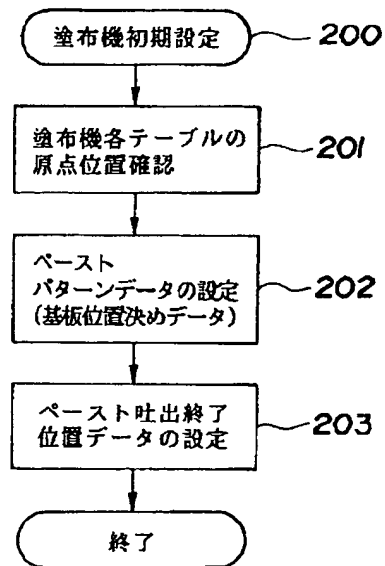 塗布機初期設定
200
塗布機各テーブルの
原点位置確認
201
ペースト
パターンデータの設定
(基板位置決めデータ)
202
ペースト吐出終了
位置データの設定
203
終了